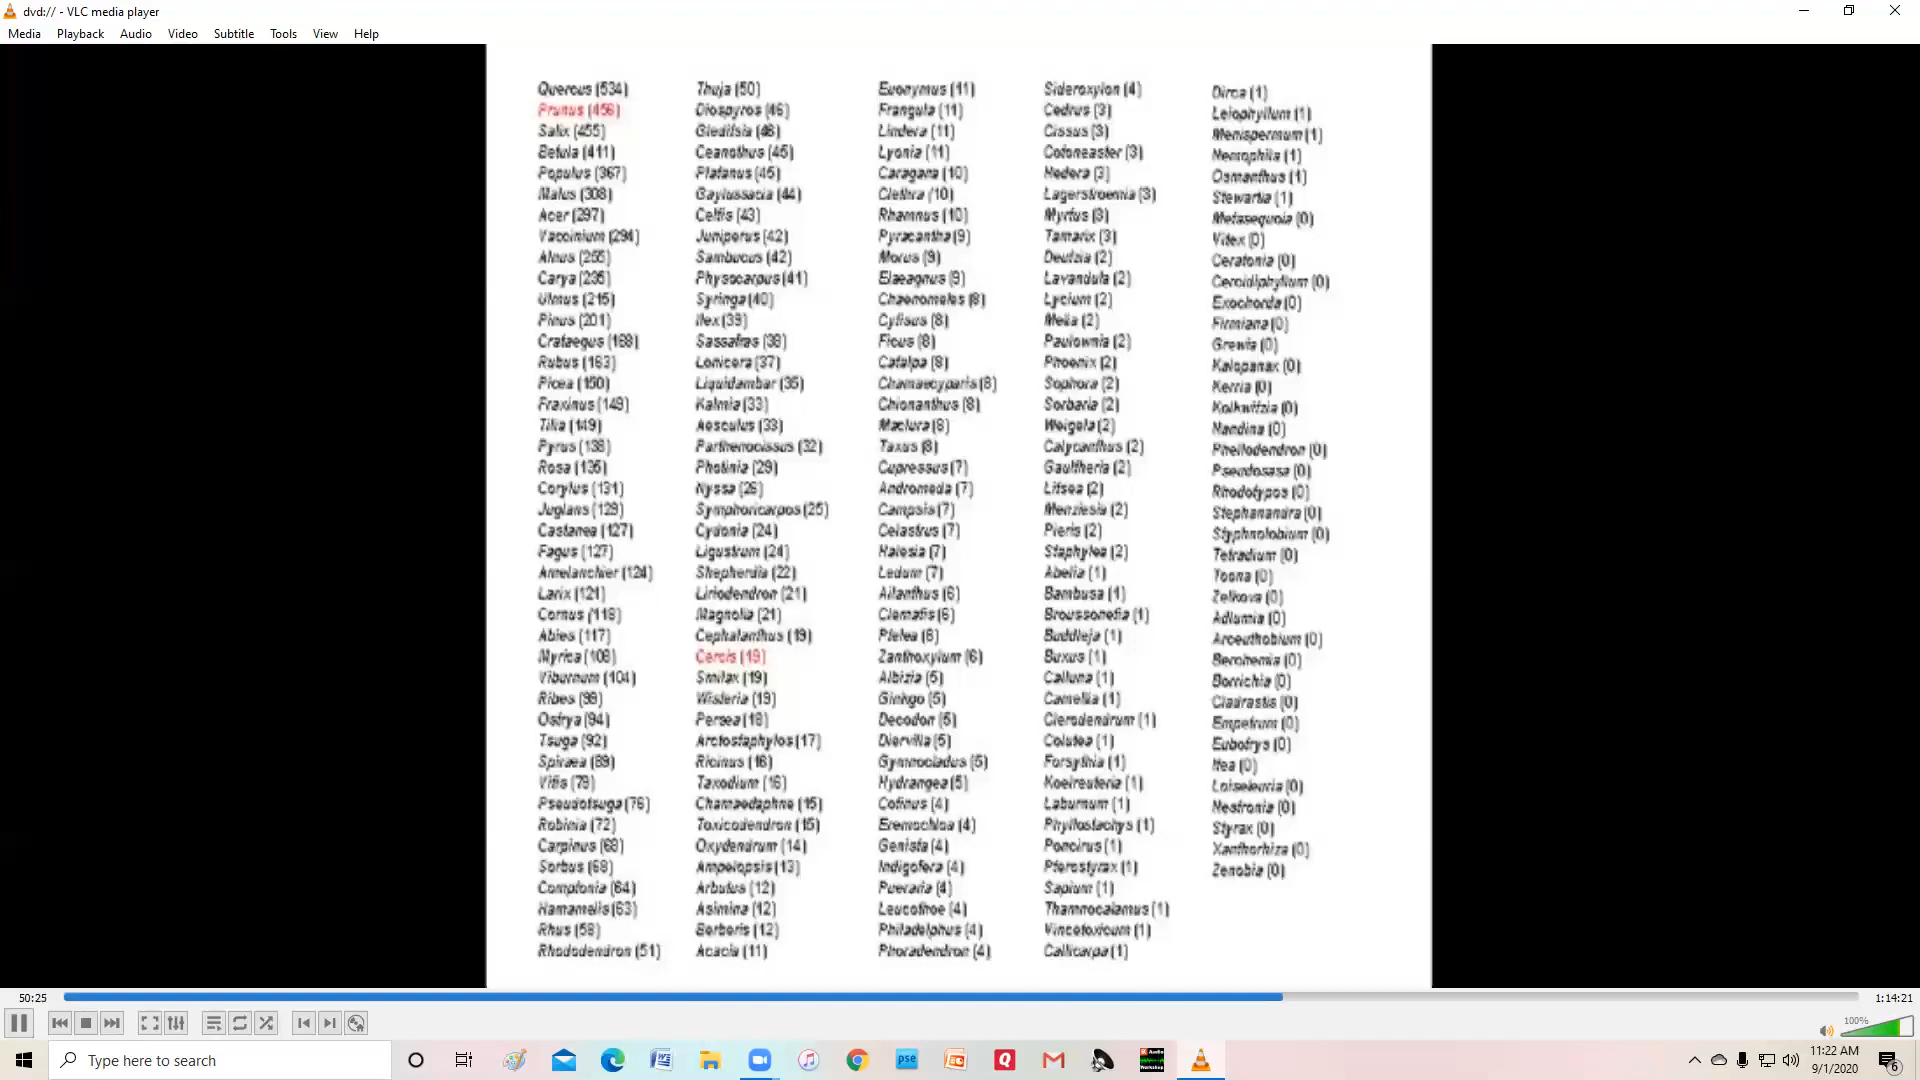 dvd:// - VLC media player
Media Playback Audio Video Subtitle Tools View Help
Quercus (534)
Prunus (456)
Salix (455)
Betula (411)
Populus (367)
Malus (308)
Acer (297)
Vaccinium (294)
Alnus (255)
Carya (235)
Ulmus (215)
Pinus (201)
Crataegus (168)
Rubus (163)
Picea (150)
Fraxinus (149)
Tilia (149)
Pyrus (138)
Rosa (135)
Corylus (131)
Juglans (129)
Castanea (127)
Fagus (127)
Amelanchier (124)
Larix (121)
Cornus (118)
Abies (117)
Myrica (108)
Viburnum (104)
Ribes (99)
Ostrya (94)
Tsuga (92)
Spiraea (89)
Vitis (79)
Pseudotsuga (76)
Robinia (72)
Carpinus (68)
Sorbus (68)
Comptonia (64)
Hamamelis (63)
Rhus (58)
Rhododendron (51)
Thuja (50)
Diospyros (46)
Gleditsia (46)
Ceanothus (45)
Platanus (45)
Gaylussacia (44)
Celtis (43)
Juniperus (42)
Sambucus (42)
Physocarpus (41)
Syringa (40)
Ilex (39)
Sassafras (38)
Lonicera (37)
Liquidambar (35)
Kalmia (33)
Aesculus (33)
Parthenocissus (32)
Photinia (29)
Nyssa (26)
Symphoricarpos (25)
Cydonia (24)
Ligustrum (24)
Shepherdia (22)
Liriodendron (21)
Magnolia (21)
Cephalanthus (19)
Cercis (19)
Smilax (19)
Wisteria (19)
Persea (18)
Arctostaphylos (17)
Ricinus (16)
Taxodium (16)
Chamaedaphne (15)
Toxicodendron (15)
Oxydendrum (14)
Ampelopsis (13)
Arbutus (12)
Asimina (12)
Berberis (12)
Acacia (11)
Euonymus (11)
Frangula (11)
Lindera (11)
Lyonia (11)
Caragana (10)
Clethra (10)
Rhamnus (10)
Pyracantha (9)
Morus (9)
Elaeagnus (9)
Chaenomeles (8)
Cytisus (8)
Ficus (8)
Catalpa (8)
Chamaecyparis (8)
Chionanthus (8)
Maclura (8)
Taxus (8)
Cupressus (7)
Andromeda (7)
Campsis (7)
Celastrus (7)
Halesia (7)
Ledum (7)
Ailanthus (6)
Clematis (6)
Ptelea (6)
Zanthoxylum (6)
Albizia (5)
Ginkgo (5)
Decodon (5)
Diervilla (5)
Gymnocladus (5)
Hydrangea (5)
Cotinus (4)
Eremochloa (4)
Genista (4)
Indigofera (4)
Pueraria (4)
Leucothoe (4)
Philadelphus (4)
Phoradendron (4)
Sideroxylon (4)
Cedrus (3)
Cissus (3)
Cotoneaster (3)
Hedera (3)
Lagerstroemia (3)
Myrtus (3)
Tamarix (3)
Deutzia (2)
Lavandula (2)
Lycium (2)
Melia (2)
Paulownia (2)
Phoenix (2)
Sophora (2)
Sorbaria (2)
Weigela (2)
Calycanthus (2)
Gaultheria (2)
Litsea (2)
Menziesia (2)
Pieris (2)
Staphylea (2)
Abelia (1)
Bambusa (1)
Broussonetia (1)
Buddleja (1)
Buxus (1)
Calluna (1)
Camellia (1)
Clerodendrum (1)
Colutea (1)
Forsythia (1)
Koelreuteria (1)
Laburnum (1)
Phyllostachys (1)
Poncirus (1)
Pterostyrax (1)
Sapium (1)
Thamnocalamus (1)
Vincetoxicum (1)
Callicarpa (1)
Dirca (1)
Leiophyllum (1)
Menispermum (1)
Nemophila (1)
Osmanthus (1)
Stewartia (1)
Metasequoia (0)
Vitex (0)
Ceratonia (0)
Cercidiphyllum (0)
Exochorda (0)
Firmiana (0)
Grewia (0)
Kalopanax (0)
Kerria (0)
Kolkwitzia (0)
Nandina (0)
Phellodendron (0)
Pseudosasa (0)
Rhodotypos (0)
Stephanandra (0)
Styphnolobium (0)
Tetradium (0)
Toona (0)
Zelkova (0)
Adlumia (0)
Arceuthobium (0)
Berchemia (0)
Borrichia (0)
Cladrastis (0)
Empetrum (0)
Eubotrys (0)
Itea (0)
Loiseleuria (0)
Nestronia (0)
Styrax (0)
Xanthorhiza (0)
Zenobia (0)
50:25
1:14:21
100%
Type here to search
W
pse
Q
11:22 AM
9/1/2020
6